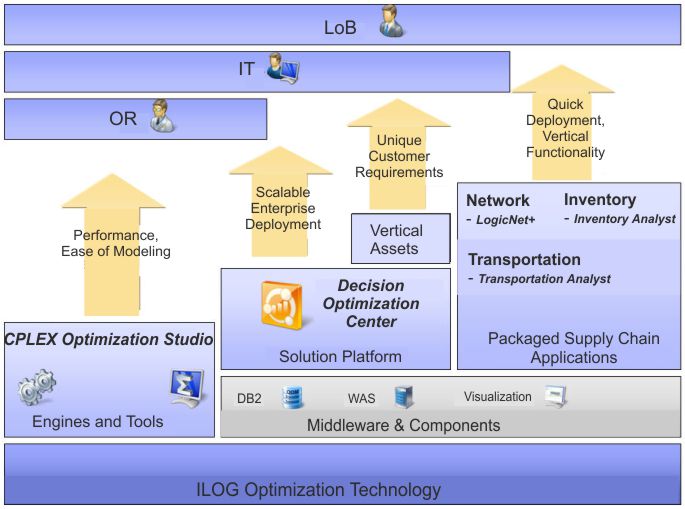 LoB
IT
OR
Quick
Deployment,
Vertical
Functionality
Unique
Customer
Requirements
Scalable
Enterprise
Deployment
Performance,
Ease of Modeling
Network
- LogicNet+
Inventory
- Inventory Analyst
Transportation
- Transportation Analyst
Packaged Supply Chain
Applications
Vertical
Assets
Decision
Optimization
Center
Solution Platform
CPLEX Optimization Studio
Engines and Tools
DB2
WAS
Visualization
Middleware & Components
ILOG Optimization Technology